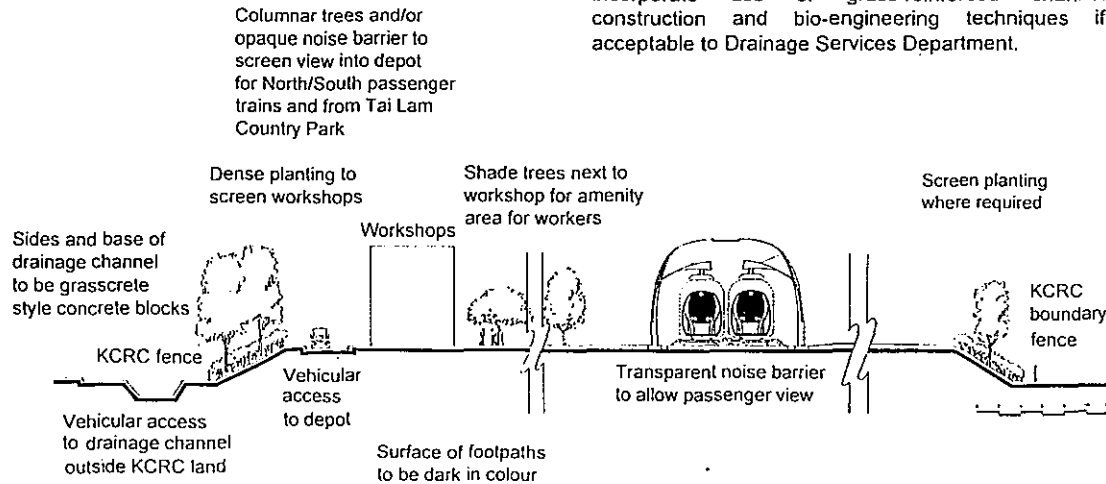 construction and bio-engineering techniques if
acceptable to Drainage Services Department.
Columnar trees and/or
opaque noise barrier to
screen view into depot
for North/South passenger
trains and from Tai Lam
Country Park
Dense planting to
screen workshops
Shade trees next to
workshop for amenity
area for workers
Screen planting
where required
Workshops
Sides and base of
drainage channel
to be grasscrete
style concrete blocks
KCRC
boundary
fence
KCRC fence
Vehicular
access
to depot
Transparent noise barrier
to allow passenger view
Vehicular access
to drainage channel
outside KCRC land
Surface of footpaths
to be dark in colour